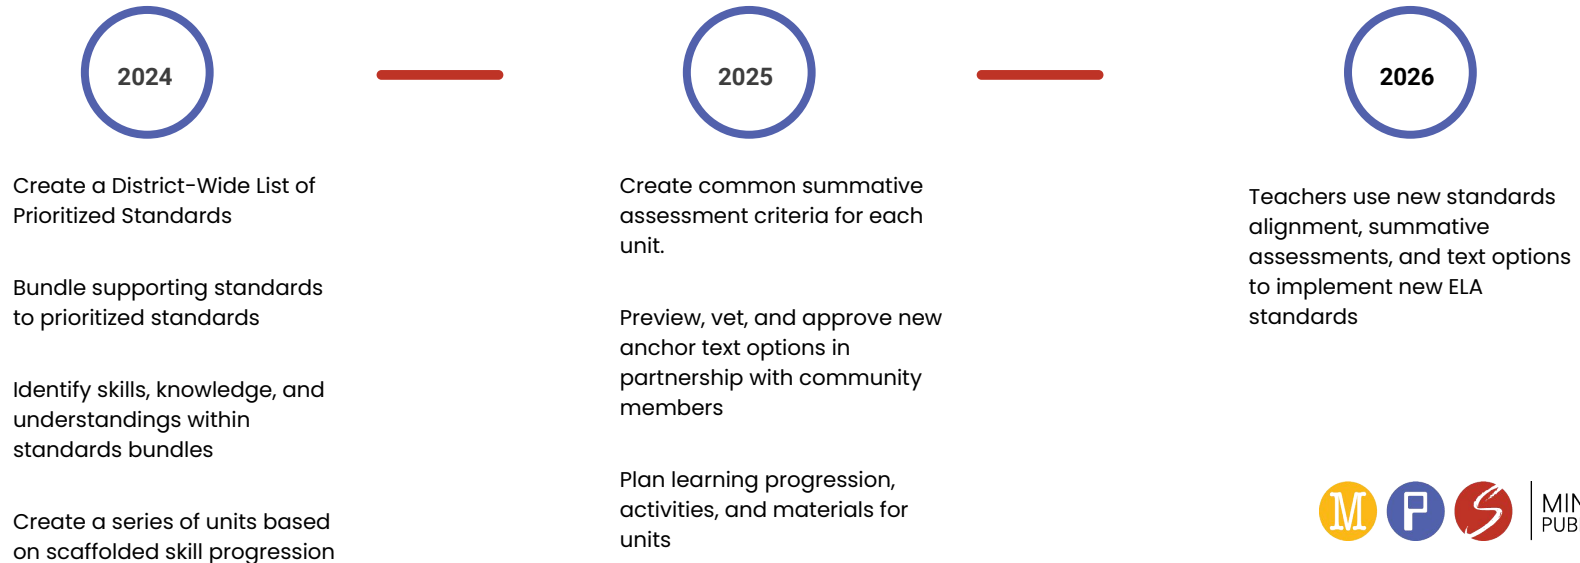 2024
2025
2026
Create a District-Wide List of
Prioritized Standards
Bundle supporting standards
to prioritized standards
Identify skills, knowledge, and
understandings within
standards bundles
Create a series of units based
on scaffolded skill progression
Create common summative
assessment criteria for each
unit.
Preview, vet, and approve new
anchor text options in
partnership with community
members
Plan learning progression,
activities, and materials for
units
Teachers use new standards
alignment, summative
assessments, and text options
to implement new ELA
standards
M P S